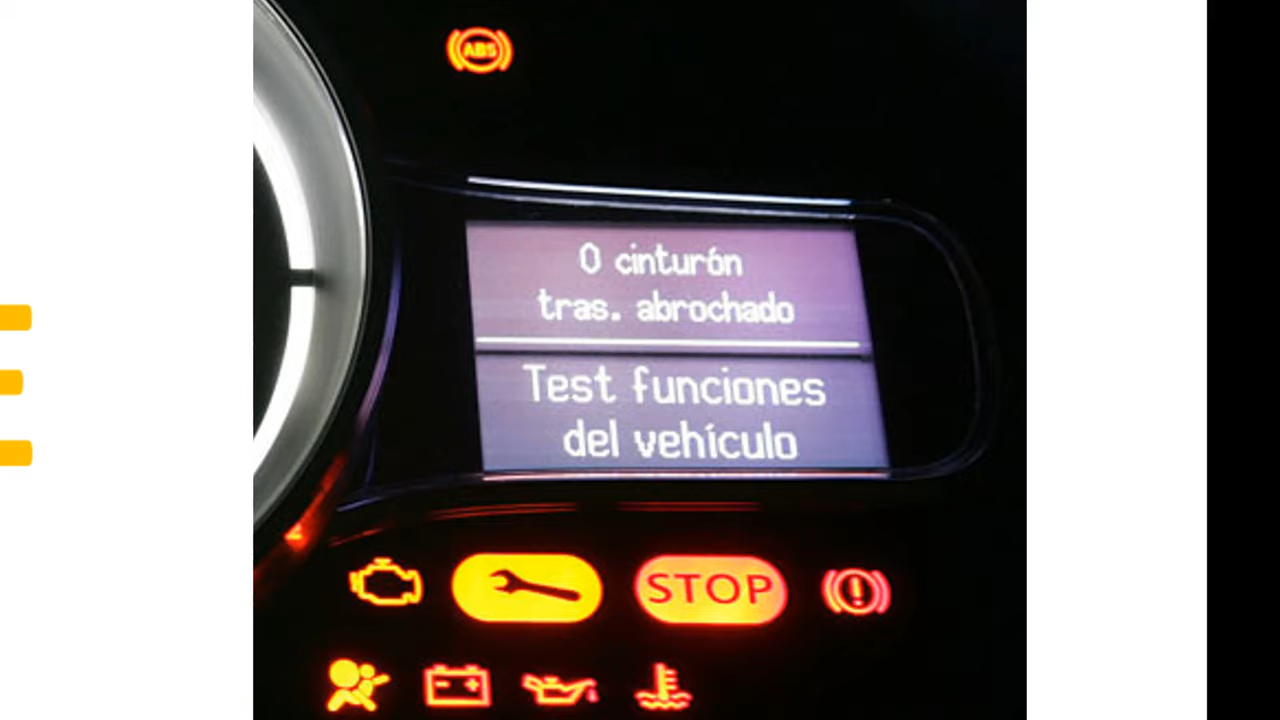 ABS
0 cinturón
tras. abrochado
Test funciones
del vehículo
STOP